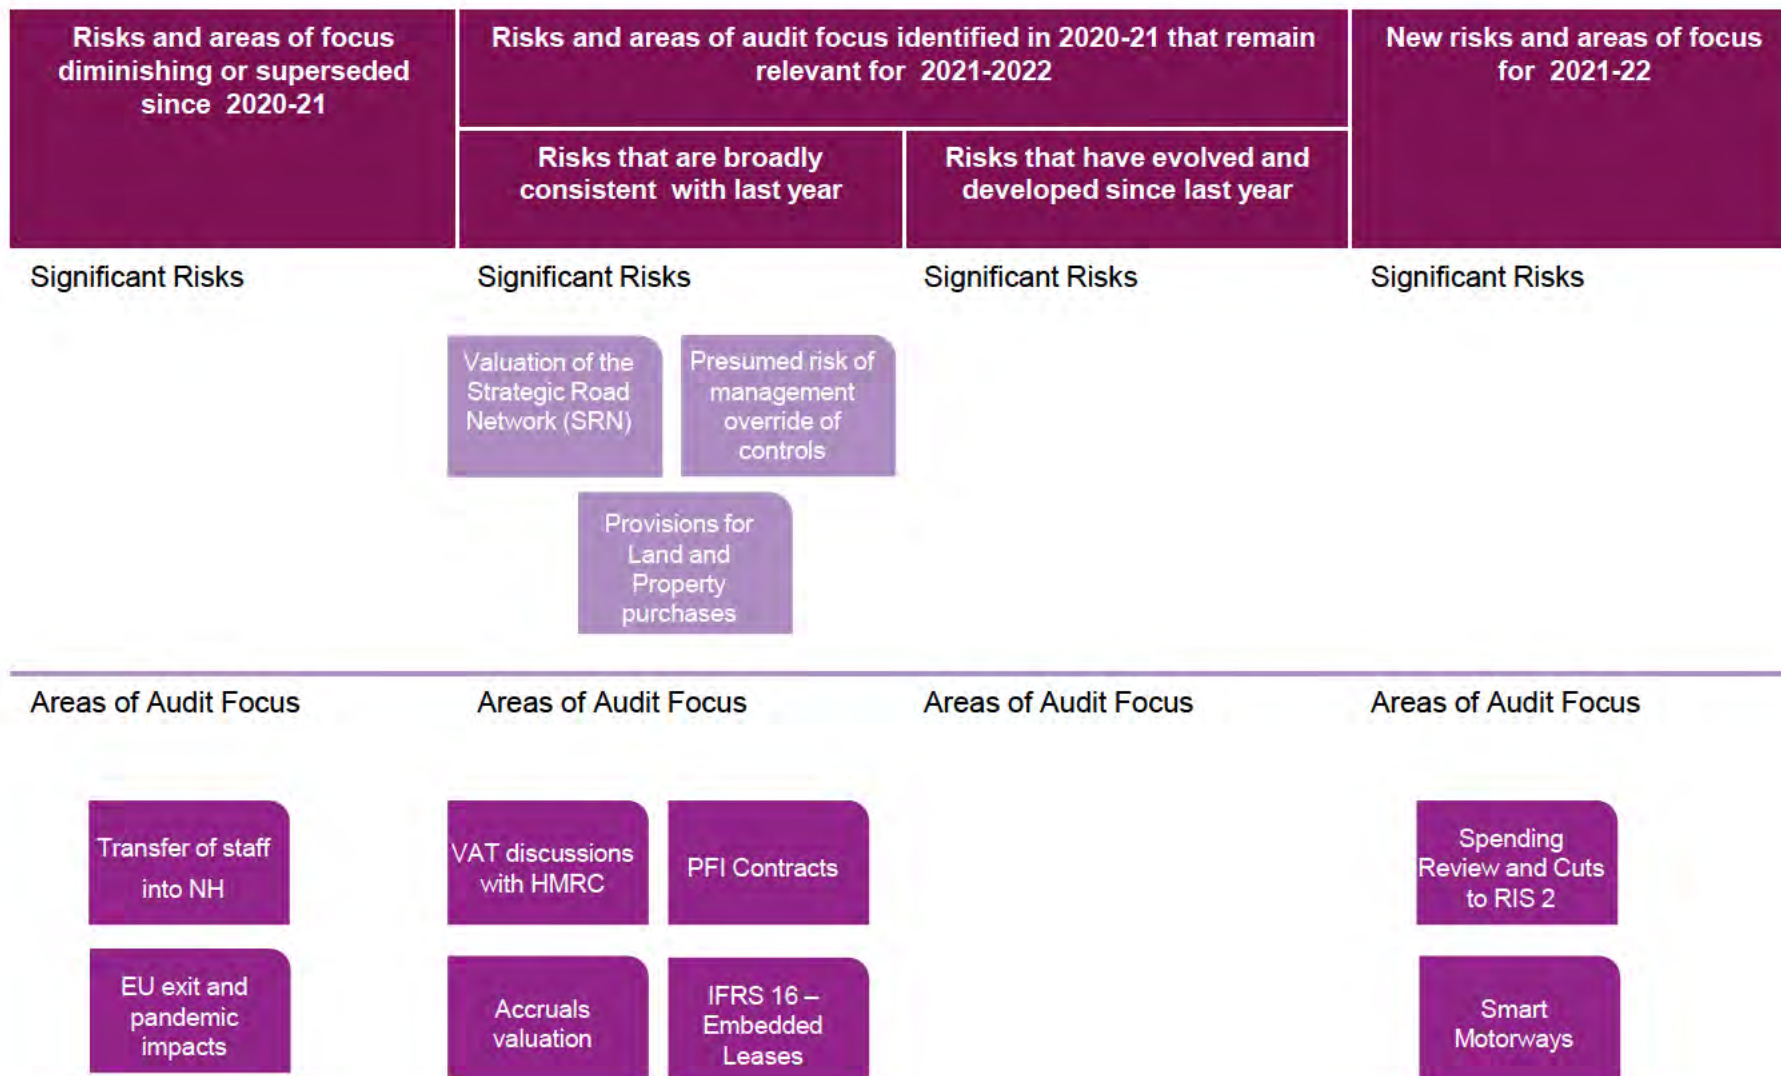 Risks and areas of focus
diminishing or superseded
since 2020-21
Risks and areas of audit focus identified in 2020-21 that remain
relevant for 2021-2022
New risks and areas of focus
for 2021-22
Risks that are broadly
consistent with last year
Risks that have evolved and
developed since last year
Significant Risks
Significant Risks
Significant Risks
Significant Risks
Valuation of the
Strategic Road
Network (SRN)
Presumed risk of
management
override of
controls
Provisions for
Land and
Property
purchases
Areas of Audit Focus
Areas of Audit Focus
Areas of Audit Focus
Areas of Audit Focus
Transfer of staff
into NH
VAT discussions
with HMRC
PFI Contracts
Spending
Review and Cuts
to RIS 2
EU exit and
pandemic
impacts
Accruals
valuation
IFRS 16 –
Embedded
Leases
Smart
Motorways